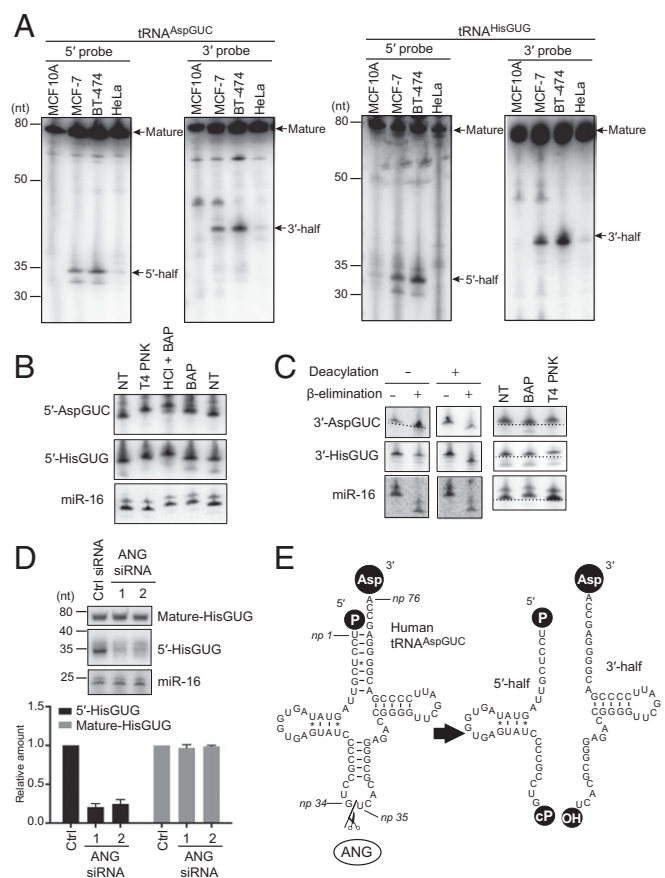 A
tRNAAspGUC
5′ probe
3′ probe
MCF10A
MCF-7
BT-474
HeLa
MCF10A
MCF-7
BT-474
HeLa
(nt)
80
50
35
30
Mature
5′-half
Mature
3′-half
tRNAHisGUG
5′ probe
3′ probe
MCF10A
MCF-7
BT-474
HeLa
MCF10A
MCF-7
BT-474
HeLa
(nt)
80
50
35
30
Mature
5′-half
Mature
3′-half
B
NT
T4 PNK
HCl + BAP
BAP
NT
5′-AspGUC
5′-HisGUG
miR-16
C
Deacylation − +
β-elimination − + − +
NT
BAP
T4 PNK
3′-AspGUC
3′-HisGUG
miR-16
D
Ctrl siRNA
ANG
siRNA
1 2
(nt)
80
60
Mature-HisGUG
40
35
5′-HisGUG
25
miR-16
5′-HisGUG
Mature-HisGUG
Relative amount
1.5
1.0
0.5
0.0
Ctrl 1 2 Ctrl 1 2
ANG
siRNA
ANG
siRNA
E
3′
Asp
5′
P
np 76
np 1
Human
tRNAAspGUC
np 34
np 35
ANG
5′
P
5′-half
cP
3′
Asp
3′-half
OH